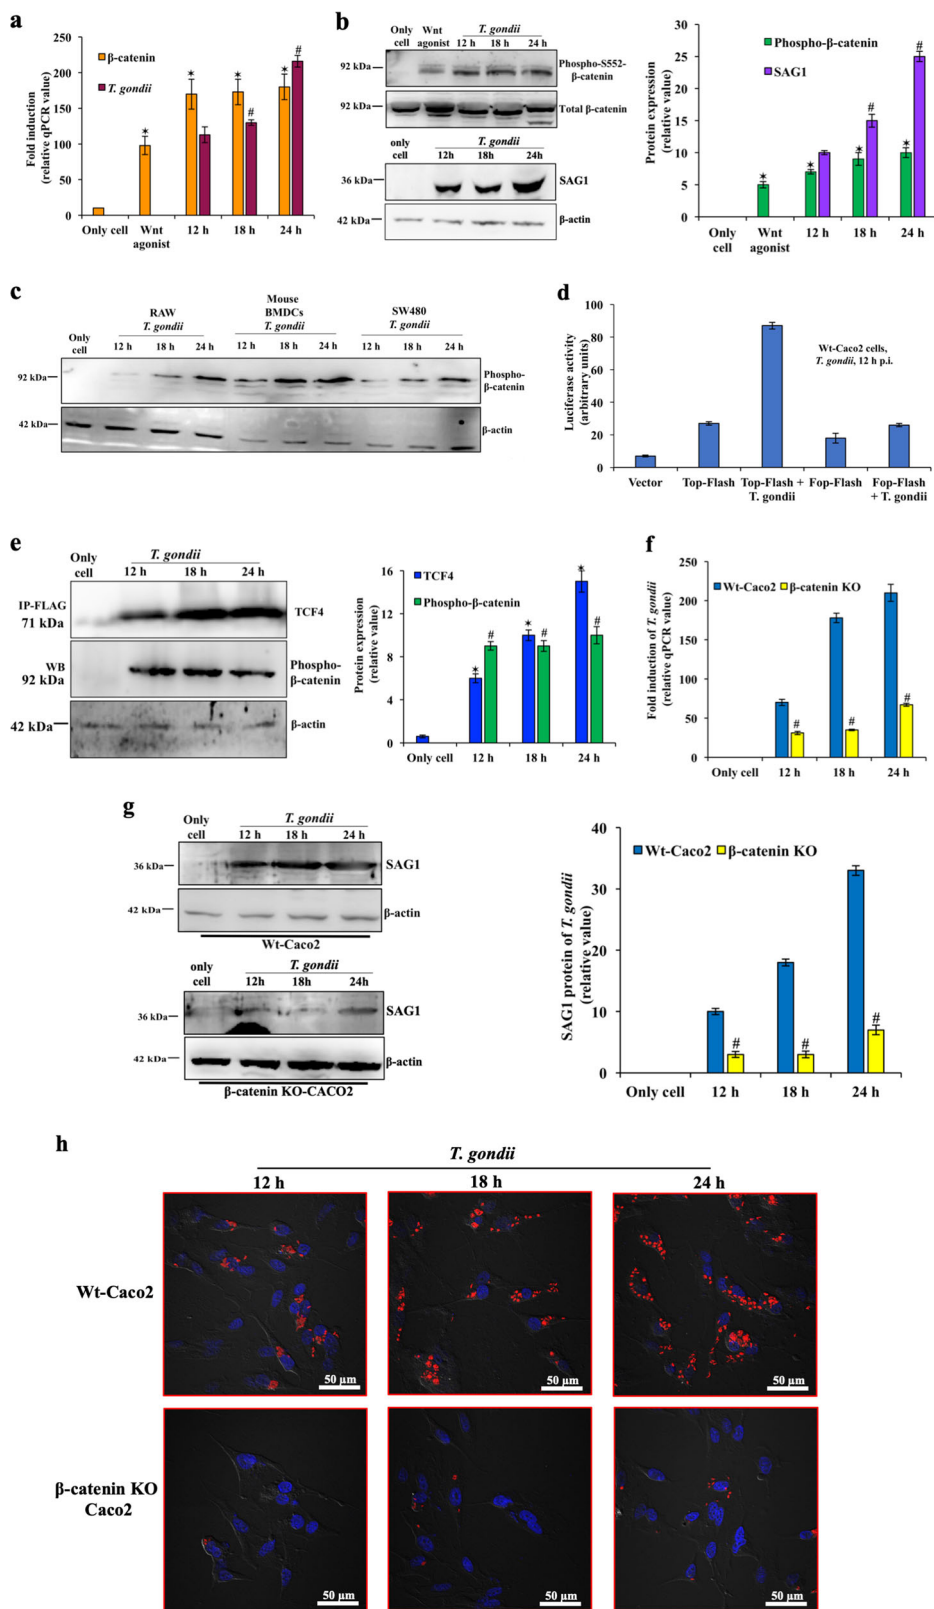 a
β-catenin
T. gondii
Fold induction
(relative qPCR value)
250
200
150
100
50
0
*
*
*
#
*
#
Only cell
Wnt
agonist
12 h
18 h
24 h
b
Only
cell
Wnt
agonist
T. gondii
12 h
18 h
24 h
92 kDa
Phospho-S552-
β-catenin
92 kDa
Total β-catenin
only
cell
T. gondii
12h
18h
24h
36 kDa
SAG1
42 kDa
β-actin
Protein expression
(relative value)
30
25
20
15
10
5
0
Phospho-β-catenin
SAG1
*
*
*
#
*
#
Only
cell
Wnt
agonist
12 h
18 h
24 h
c
Only
cell
RAW
T. gondii
12 h
18 h
24 h
Mouse
BMDCs
T. gondii
12 h
18 h
24 h
SW480
T. gondii
12 h
18 h
24 h
92 kDa
Phospho-
β-catenin
42 kDa
β-actin
d
Luciferase activity
(arbitrary units)
100
80
60
40
20
0
Wt-Caco2 cells,
T. gondii, 12 h p.i.
Vector
Top-Flash
Top-Flash +
T. gondii
Fop-Flash
Fop-Flash
+ T. gondii
e
Only
cell
T. gondii
12 h
18 h
24 h
IP-FLAG
71 kDa
TCF4
WB
92 kDa
Phospho-
β-catenin
42 kDa
β-actin
Protein expression
(relative value)
16
12
8
4
0
TCF4
Phospho-β-catenin
*
#
*
#
*
#
Only cell
12 h
18 h
24 h
f
Fold induction of T. gondii
(relative qPCR value)
250
200
150
100
50
0
Wt-Caco2
β-catenin KO
#
#
#
Only cell
12 h
18 h
24 h
g
Only
cell
T. gondii
12 h
18 h
24 h
36 kDa
SAG1
42 kDa
β-actin
Wt-Caco2
only
cell
T. gondii
12h
18h
24h
36 kDa
SAG1
42 kDa
β-actin
β-catenin KO-CACO2
SAG1 protein of T. gondii
(relative value)
40
30
20
10
0
Wt-Caco2
β-catenin KO
#
#
#
Only cell
12 h
18 h
24 h
h
T. gondii
12 h
18 h
24 h
Wt-Caco2
50 µm
50 µm
50 µm
β-catenin KO
Caco2
50 µm
50 µm
50 µm